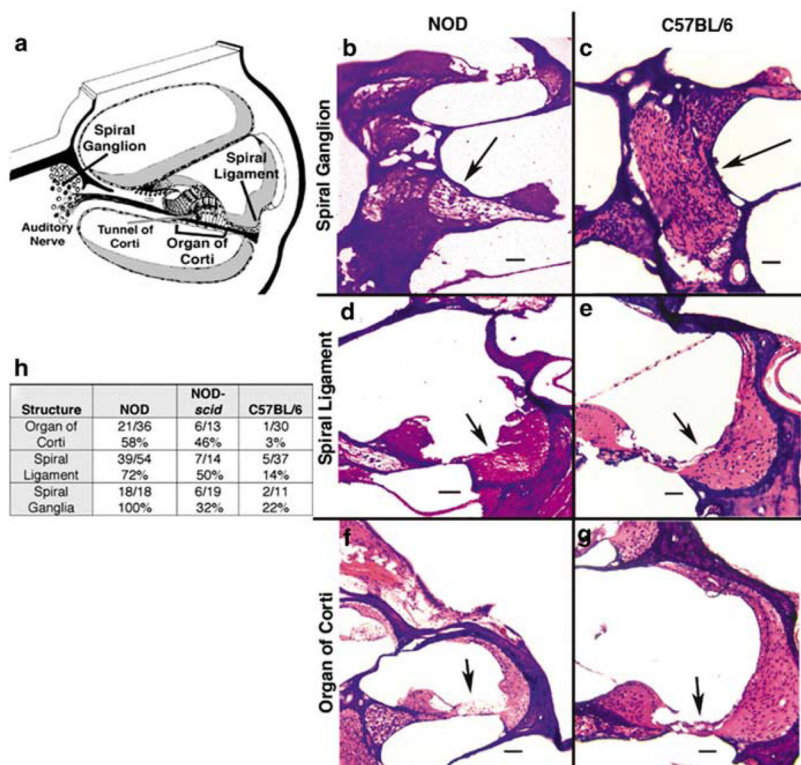 NOD
C57BL/6
a
b
c
Spiral
Ganglion
Spiral
Ligament
Auditory
Nerve
Tunnel of
Corti
Organ of
Corti
Spiral Ganglion
d
e
Spiral Ligament
h
Structure NOD NOD-scid C57BL/6
Organ of Corti 21/36 58% 6/13 46% 1/30 3%
Spiral Ligament 39/54 72% 7/14 50% 5/37 14%
Spiral Ganglia 18/18 100% 6/19 32% 2/11 22%
f
g
Organ of Corti